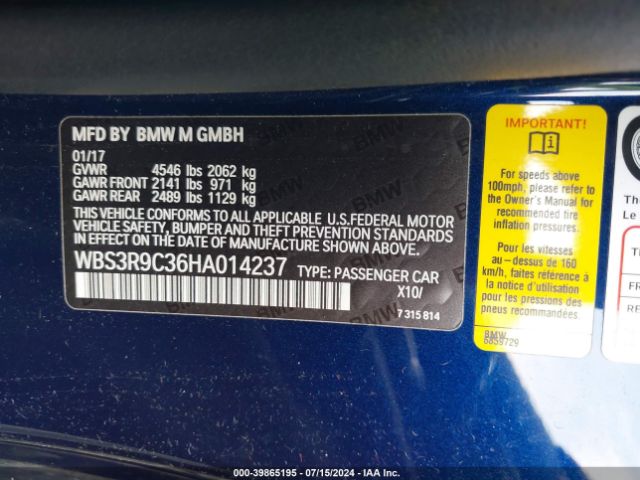 MFD BY BMW M GMBH
01/17
GVWR 4546 lbs 2062 kg
GAWR FRONT 2141 lbs 971 kg
GAWR REAR 2489 lbs 1129 kg
THIS VEHICLE CONFORMS TO ALL APPLICABLE U.S.FEDERAL MOTOR
VEHICLE SAFETY, BUMPER AND THEFT PREVENTION STANDARDS
IN EFFECT ON THE DATE OF MANUFACTURE SHOWN ABOVE.
WBS3R9C36HA014237 TYPE: PASSENGER CAR
X10/
7 315 814
IMPORTANT!
For speeds above
100mph, please refer to
the Owner's Manual for
recommended tire
inflation pressures.
Pour les vitesses
au-dessus de 160
km/h, faites référence à
la notice d'utilisation
pour les pressions des
pneus recommandées.
BMW
6859729
The
Le
TI
FR
RE
000-39865195 - 07/15/2024 - IAA Inc.